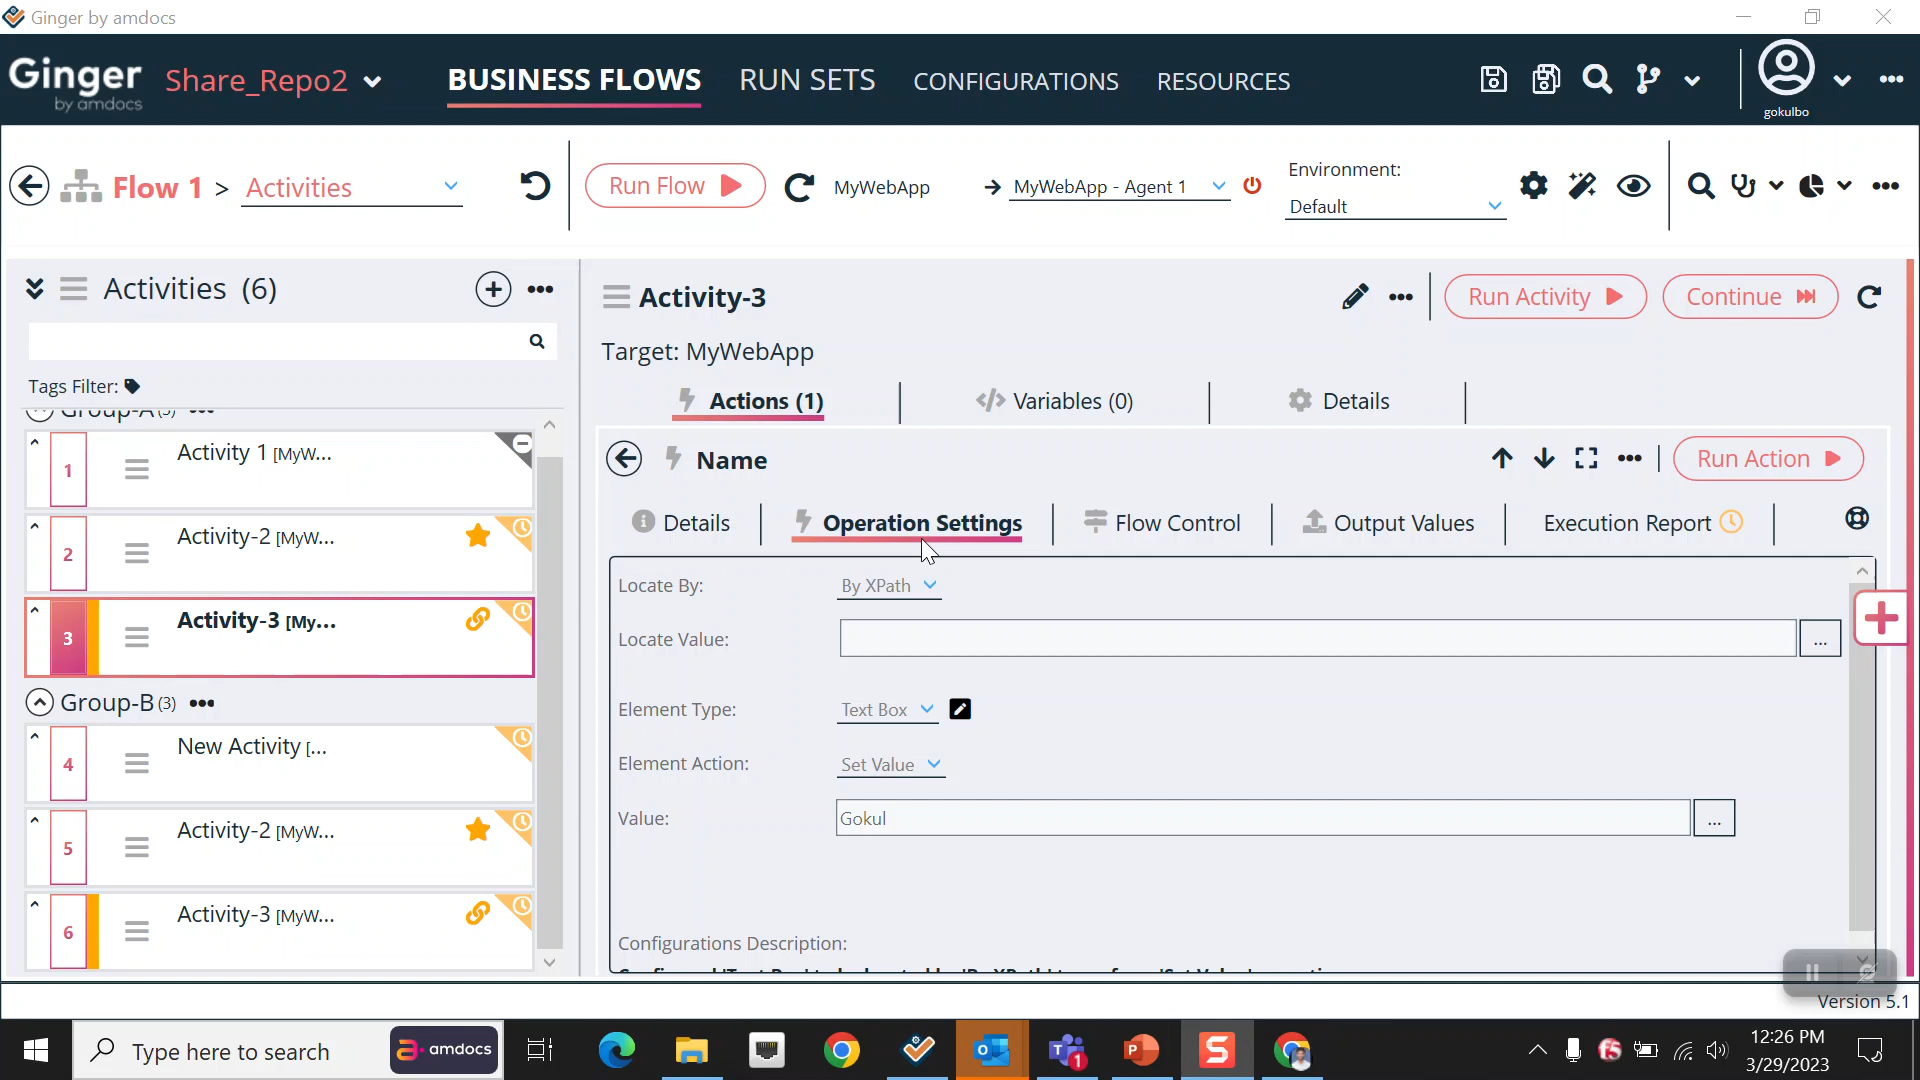 Ginger by amdocs
Ginger
by amdocs
Share_Repo2
BUSINESS FLOWS
RUN SETS
CONFIGURATIONS
RESOURCES
gokulbo
Flow 1 > Activities
Run Flow
MyWebApp
MyWebApp - Agent 1
Environment:
Default
Activities (6)
Tags Filter:
Group-A (3)
1
Activity 1 [MyW...
2
Activity-2 [MyW...
3
Activity-3 [My...
Group-B (3)
4
New Activity [...
5
Activity-2 [MyW...
6
Activity-3 [MyW...
Activity-3
Run Activity
Continue
Target: MyWebApp
Actions (1)
Variables (0)
Details
Name
Run Action
Details
Operation Settings
Flow Control
Output Values
Execution Report
Locate By:
By XPath
Locate Value:
...
Element Type:
Text Box
Element Action:
Set Value
Value:
Gokul
...
Configurations Description:
Version 5.1
Type here to search
amdocs
1
12:26 PM
3/29/2023